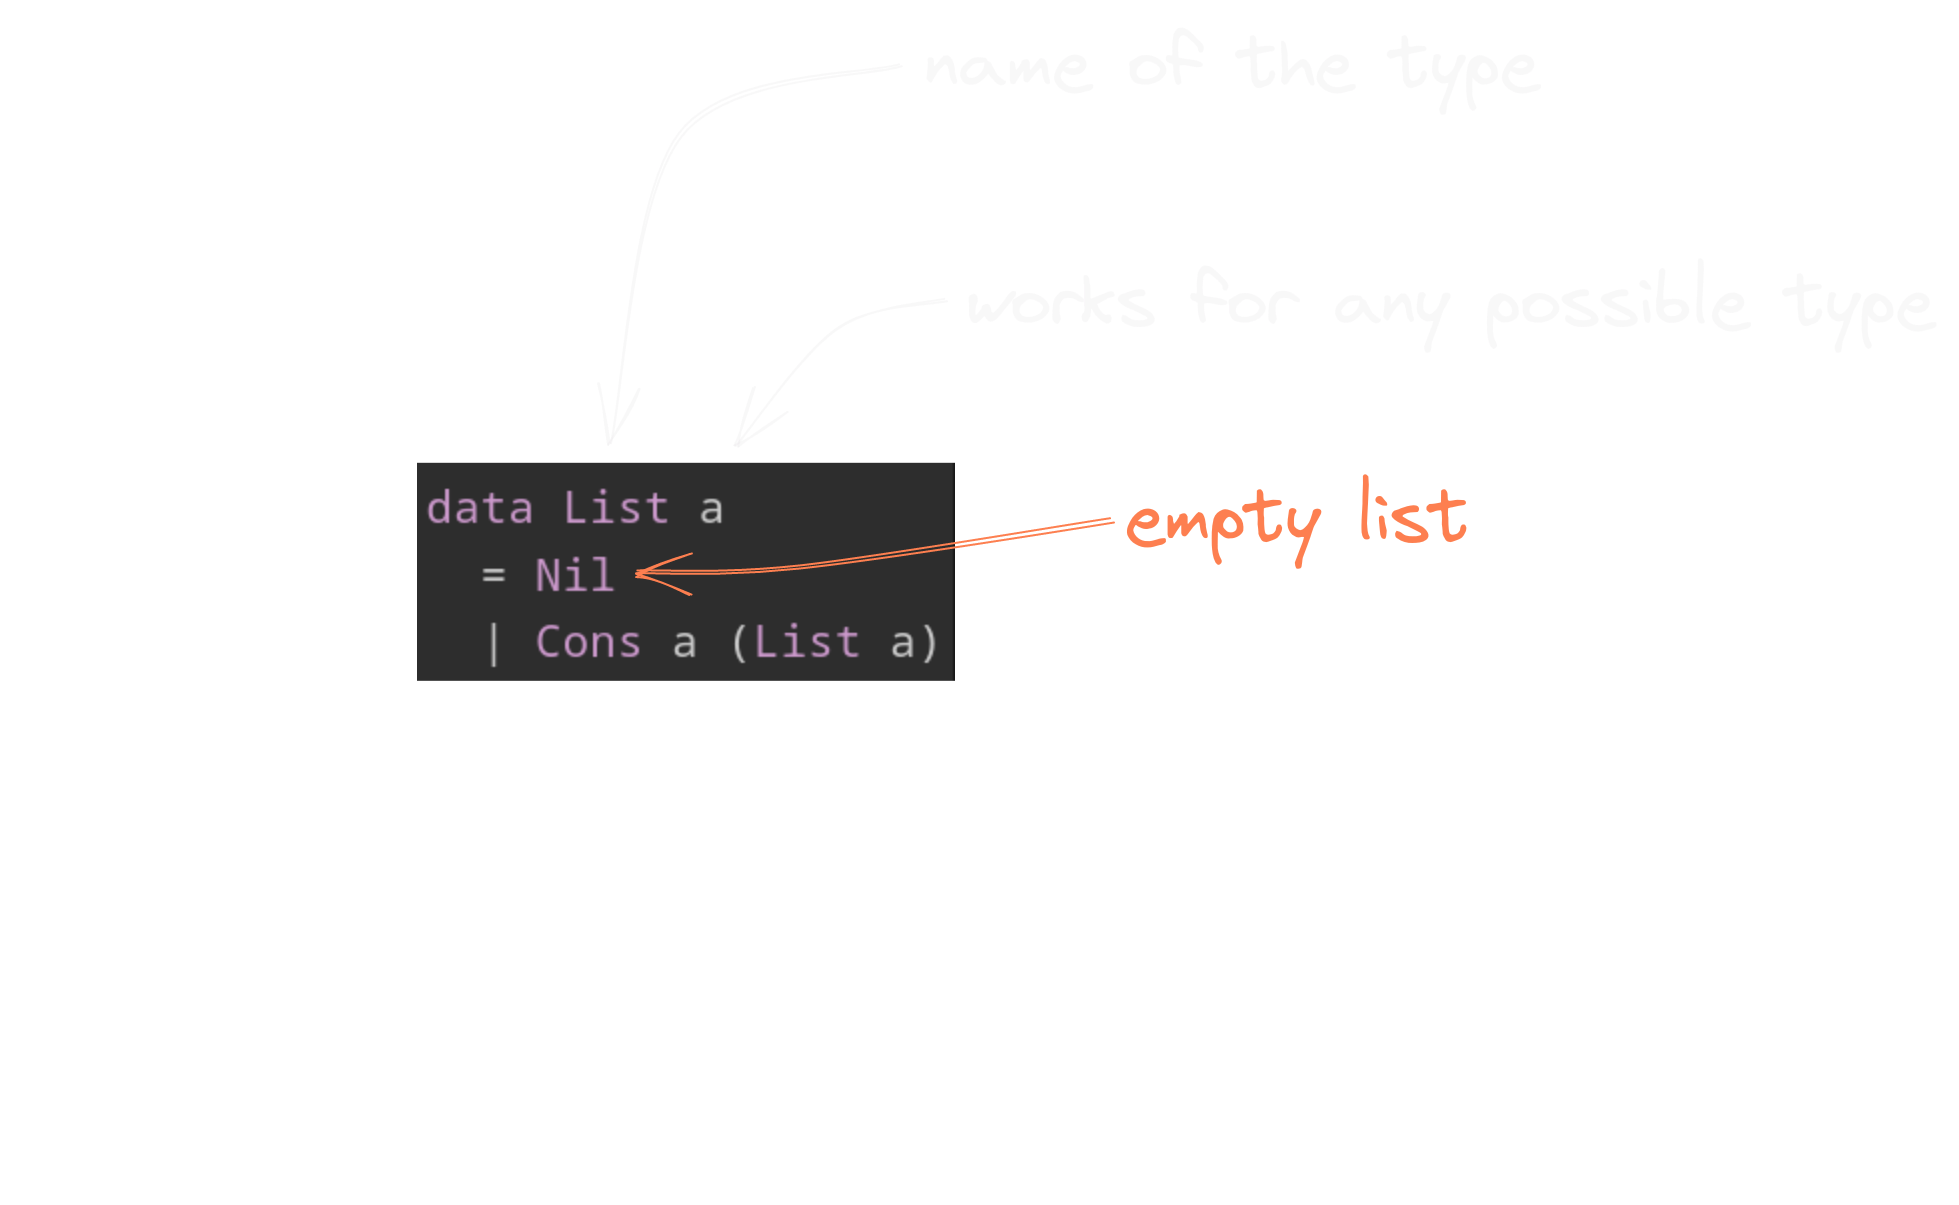 name of the type
works for any possible type
data List a
= Nil
| Cons a (List a)
empty list